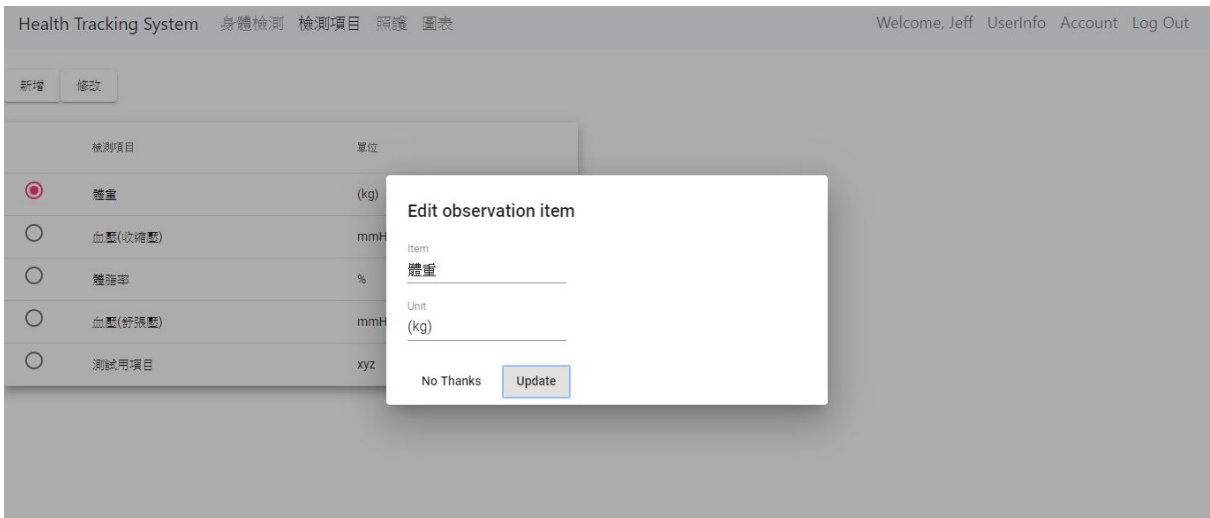 Health Tracking System 身體檢測 檢測項目 照護 圖表 Welcome, Jeff UserInfo Account Log Out
新增 修改
檢測項目 單位
體重 (kg)
血壓(收縮壓) mmH
體脂率 %
血壓(舒張壓) mmH
測試用項目 xyz
Edit observation item
Item
體重
Unit
(kg)
No Thanks Update